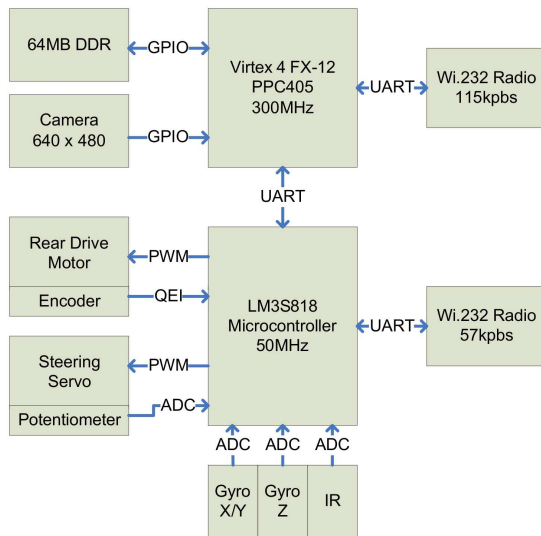 64MB DDR
GPIO
Virtex 4 FX-12
PPC405
300MHz
UART
Wi.232 Radio
115kpbs
Camera
640 x 480
GPIO
UART
Rear Drive
Motor
PWM
Encoder
QEI
LM3S818
Microcontroller
50MHz
UART
Wi.232 Radio
57kpbs
Steering
Servo
PWM
Potentiometer
ADC
ADC
ADC
ADC
Gyro
X/Y
Gyro
Z
IR